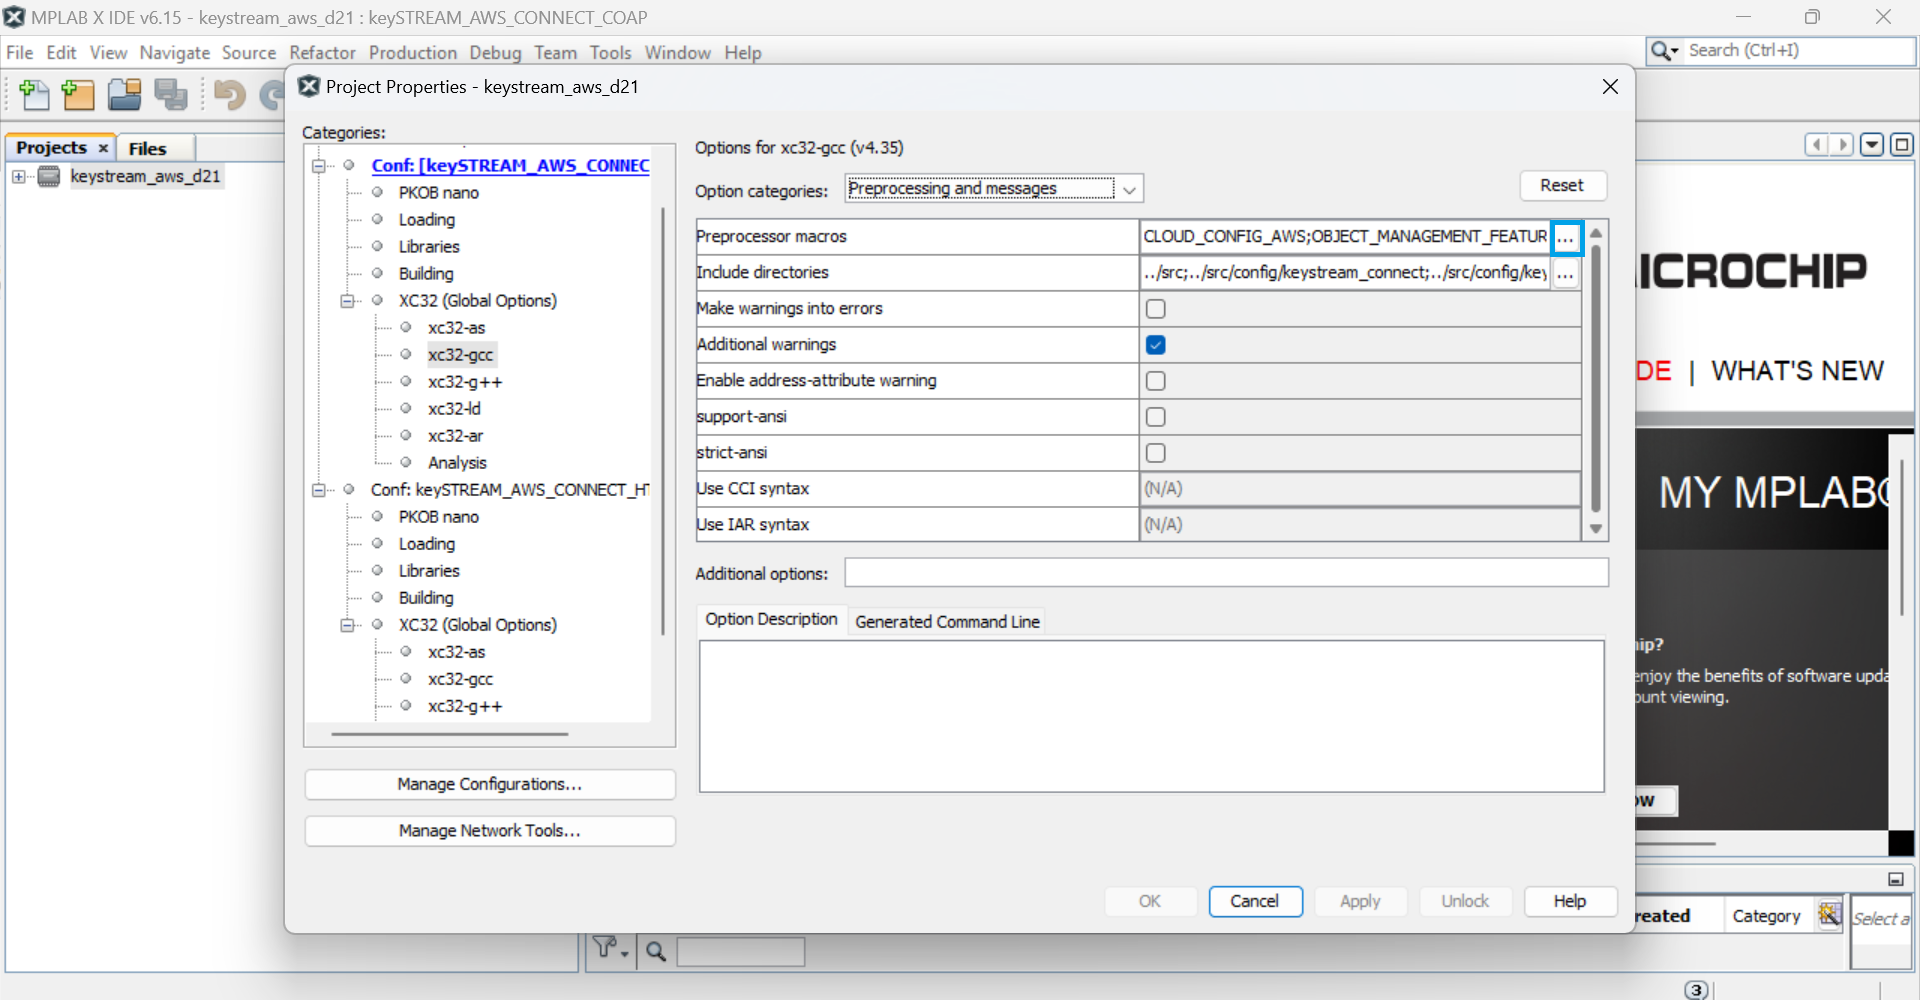 MPLAB X IDE v6.15 - keystream_aws_d21 : keySTREAM_AWS_CONNECT_COAP
File Edit View Navigate Source Refactor Production Debug Team Tools Window Help
Search (Ctrl+I)
Project Properties - keystream_aws_d21
Projects × Files
keystream_aws_d21
Categories:
Conf: [keySTREAM_AWS_CONNEC
PKOB nano
Loading
Libraries
Building
XC32 (Global Options)
xc32-as
xc32-gcc
xc32-g++
xc32-ld
xc32-ar
Analysis
Conf: keySTREAM_AWS_CONNECT_HT
PKOB nano
Loading
Libraries
Building
XC32 (Global Options)
xc32-as
xc32-gcc
xc32-g++
Manage Configurations...
Manage Network Tools...
Options for xc32-gcc (v4.35)
Option categories: Preprocessing and messages
Reset
Preprocessor macros CLOUD_CONFIG_AWS;OBJECT_MANAGEMENT_FEATUR ...
Include directories ../src;../src/config/keystream_connect;../src/config/key ...
Make warnings into errors
Additional warnings
Enable address-attribute warning
support-ansi
strict-ansi
Use CCI syntax (N/A)
Use IAR syntax (N/A)
Additional options:
Option Description Generated Command Line
OK Cancel Apply Unlock Help
ICROCHIP
DE | WHAT'S NEW
MY MPLAB
ip?
enjoy the benefits of software upda
ount viewing.
ow
reated Category Select a
3